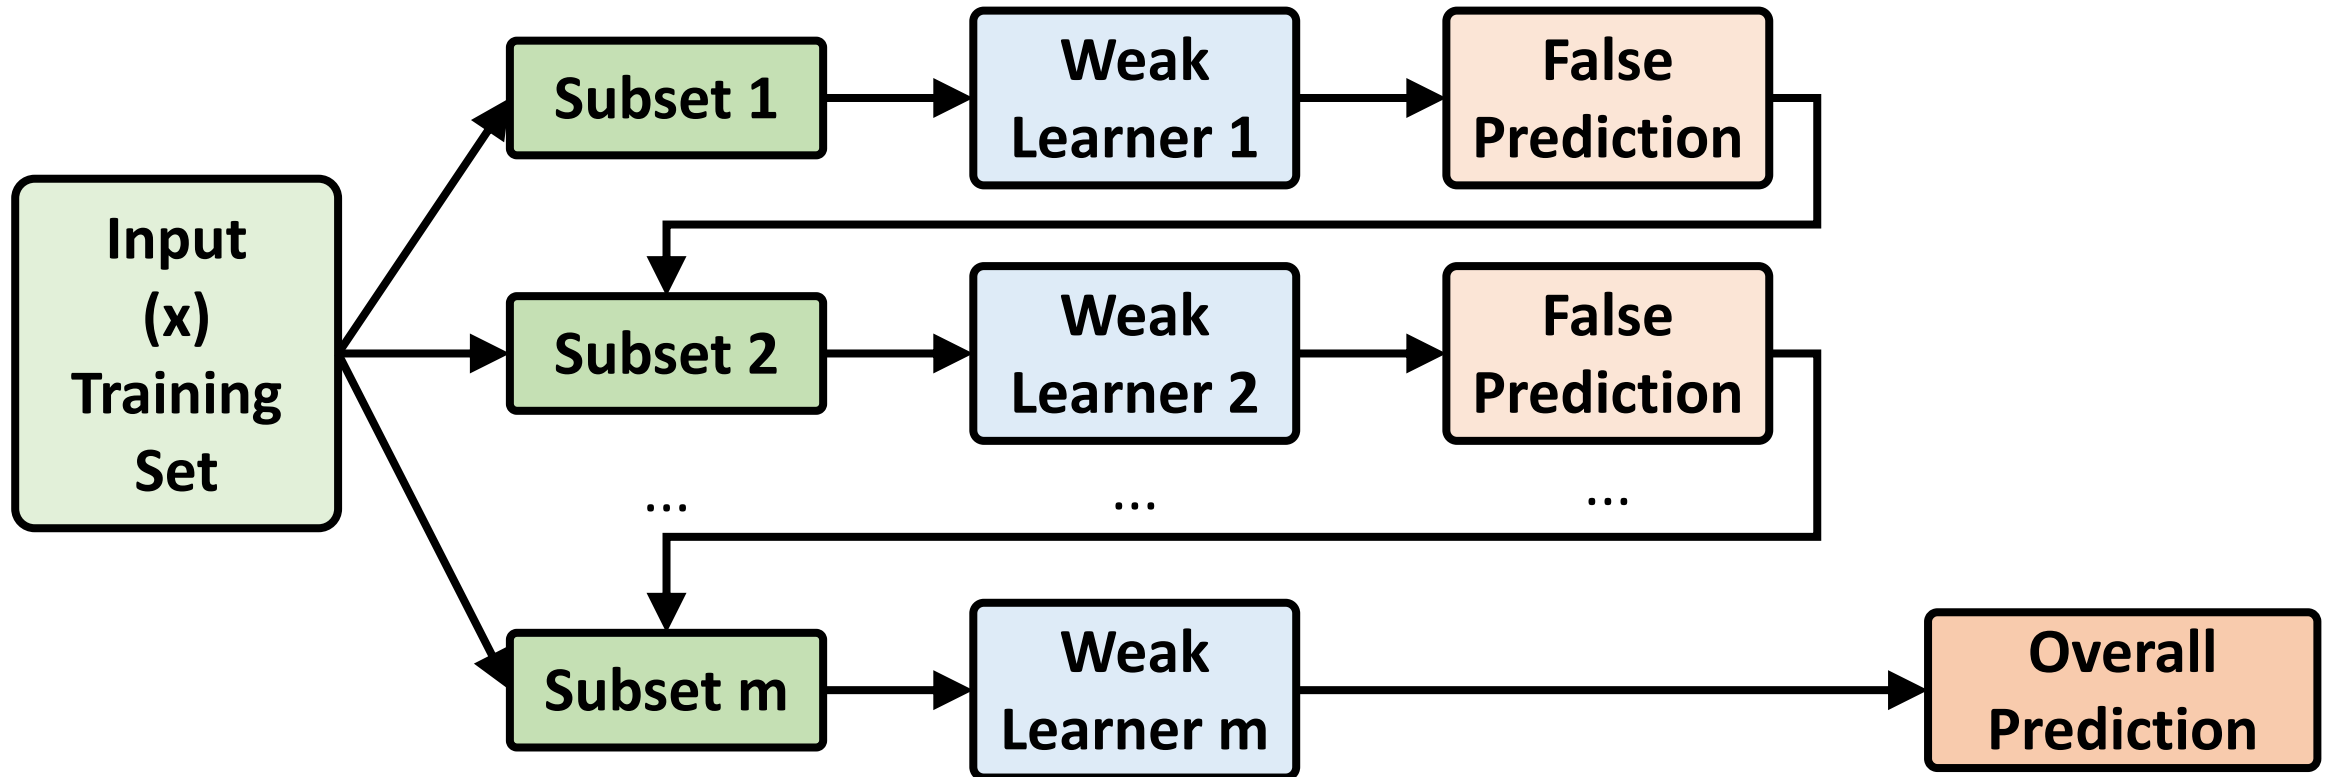 Input
(x)
Training
Set
Subset 1
Weak
Learner 1
False
Prediction
Subset 2
Weak
Learner 2
False
Prediction
...
...
...
Subset m
Weak
Learner m
Overall
Prediction